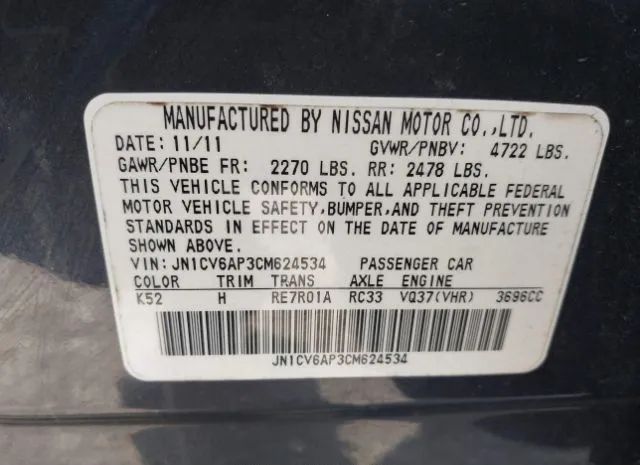 MANUFACTURED BY NISSAN MOTOR CO.,LTD.
DATE: 11/11 GVWR/PNBV: 4722 LBS.
GAWR/PNBE FR: 2270 LBS. RR: 2478 LBS.
THIS VEHICLE CONFORMS TO ALL APPLICABLE FEDERAL
MOTOR VEHICLE SAFETY,BUMPER,AND THEFT PREVENTION
STANDARDS IN EFFECT ON THE DATE OF MANUFACTURE
SHOWN ABOVE.
VIN:JN1CV6AP3CM624534 PASSENGER CAR
COLOR TRIM TRANS AXLE ENGINE
K52 H RE7R01A RC33 VQ37(VHR) 3696CC
JN1CV6AP3CM624534